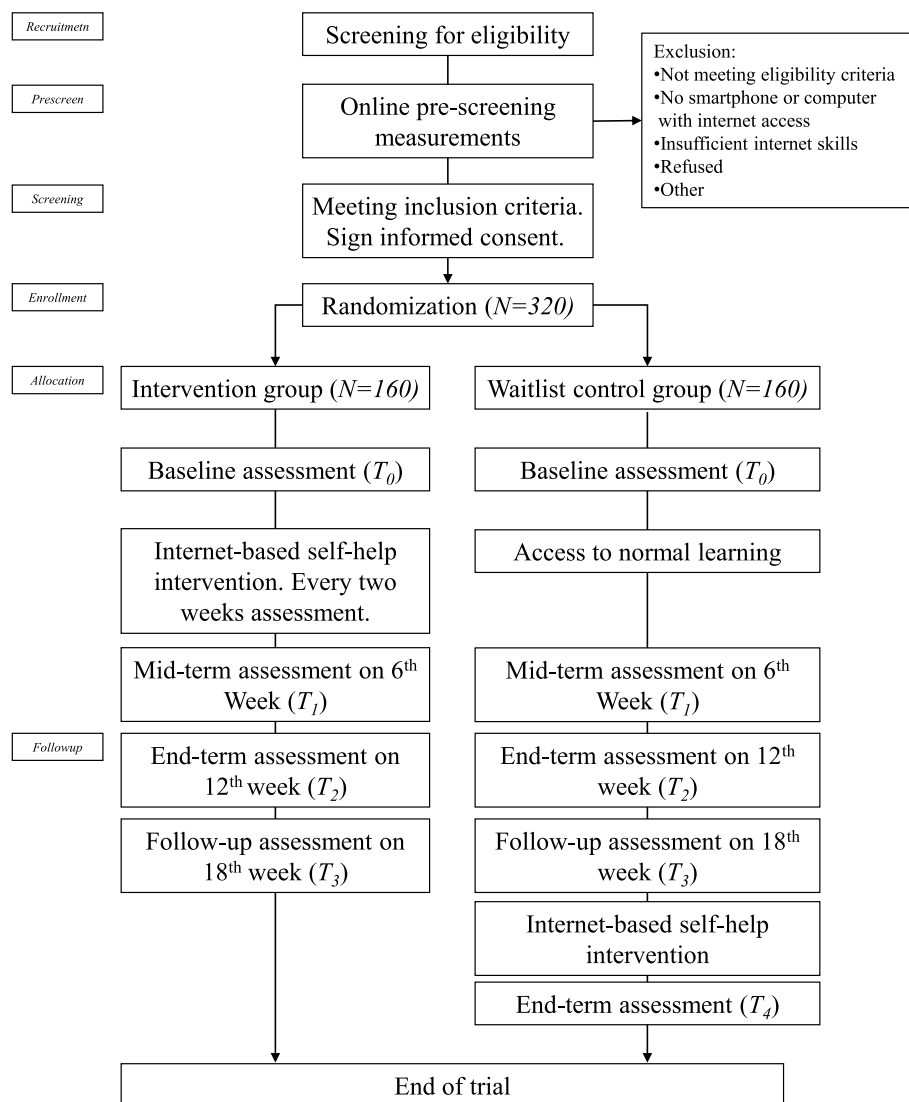 Recruitmetn
Screening for eligibility
Prescreen
Online pre-screening
measurements
Exclusion:
•Not meeting eligibility criteria
•No smartphone or computer
with internet access
•Insufficient internet skills
•Refused
•Other
Screening
Meeting inclusion criteria.
Sign informed consent.
Enrollment
Randomization (N=320)
Allocation
Intervention group (N=160)
Waitlist control group (N=160)
Baseline assessment (T0)
Baseline assessment (T0)
Internet-based self-help
intervention. Every two
weeks assessment.
Access to normal learning
Mid-term assessment on 6th
Week (T1)
Mid-term assessment on 6th
Week (T1)
Followup
End-term assessment on
12th week (T2)
End-term assessment on 12th
week (T2)
Follow-up assessment on
18th week (T3)
Follow-up assessment on 18th
week (T3)
Internet-based self-help
intervention
End-term assessment (T4)
End of trial